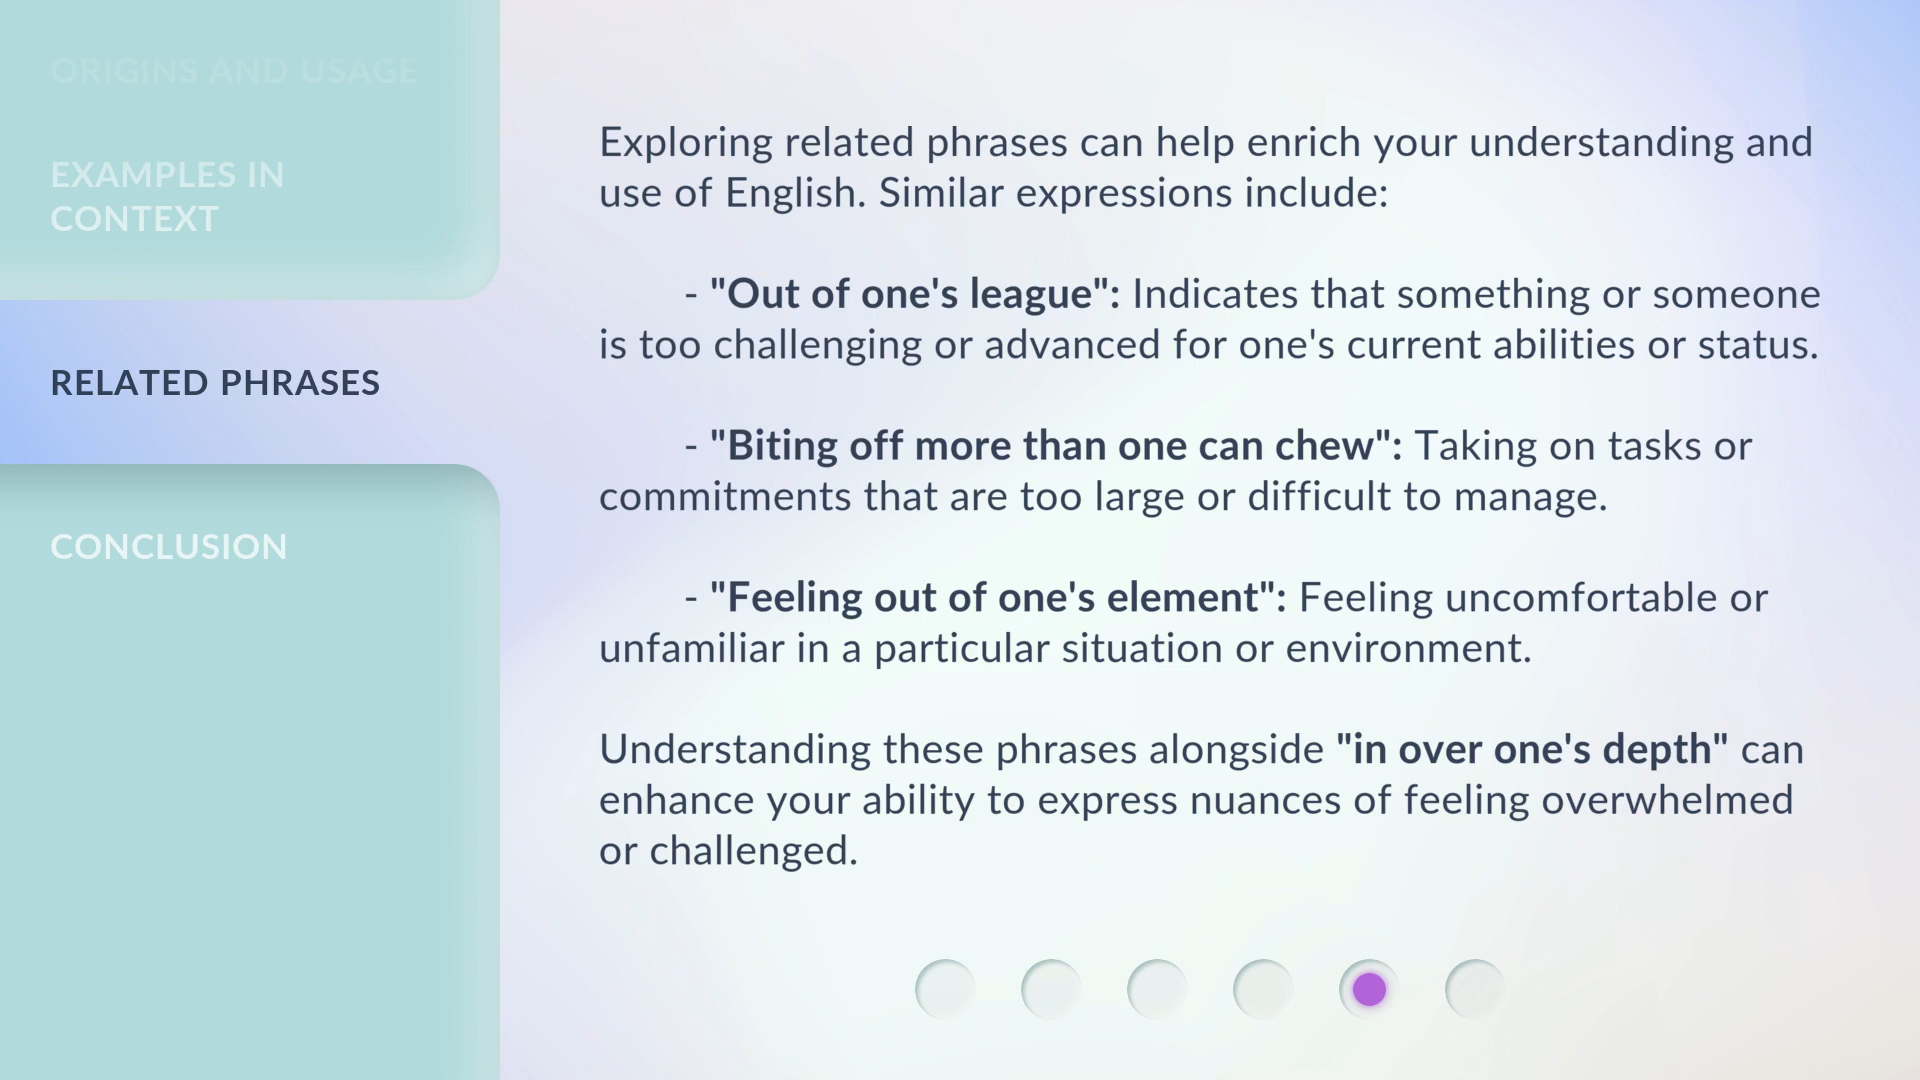 ORIGINS AND USAGE
EXAMPLES IN
CONTEXT
RELATED PHRASES
CONCLUSION
Exploring related phrases can help enrich your understanding and
use of English. Similar expressions include:
- "Out of one's league": Indicates that something or someone
is too challenging or advanced for one's current abilities or status.
- "Biting off more than one can chew": Taking on tasks or
commitments that are too large or difficult to manage.
- "Feeling out of one's element": Feeling uncomfortable or
unfamiliar in a particular situation or environment.
Understanding these phrases alongside "in over one's depth" can
enhance your ability to express nuances of feeling overwhelmed
or challenged.